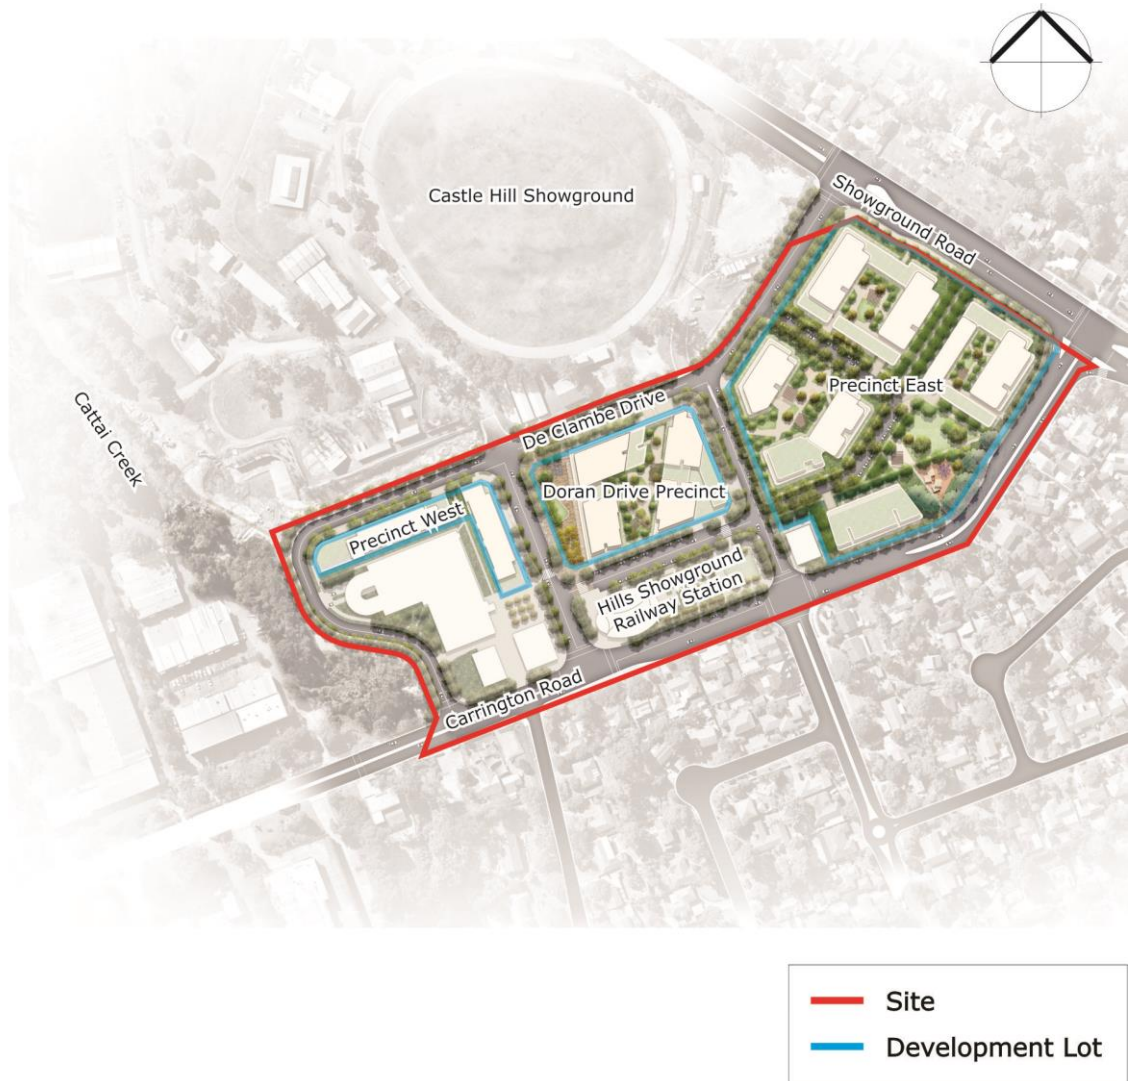 Showground Road
Castle Hill Showground
Precinct East
De Clambe Drive
Cattai Creek
Doran Drive Precinct
Precinct West
Hills Showground
Railway Station
Carrington Road
Site
Development Lot